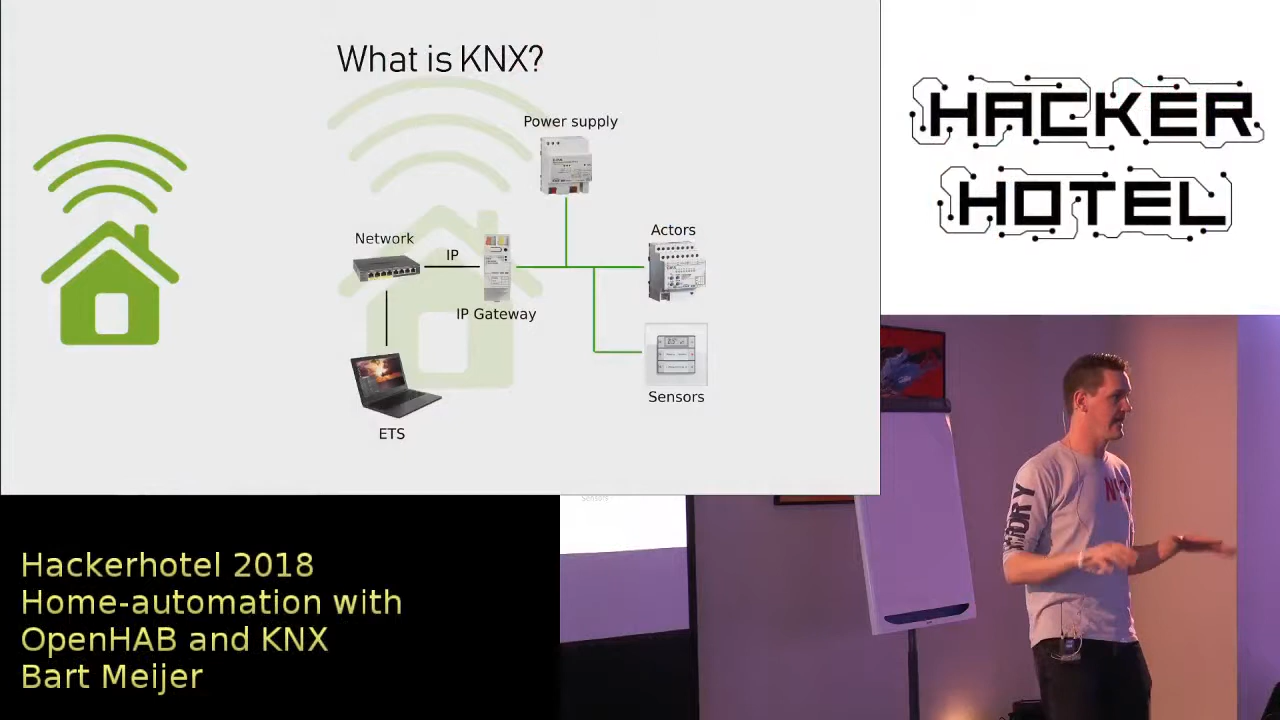 What is KNX?
Power supply
Network
IP
Actors
IP Gateway
Sensors
ETS
HACKER
HOTEL
Sensors
Hackerhotel 2018
Home-automation with
OpenHAB and KNX
Bart Meijer